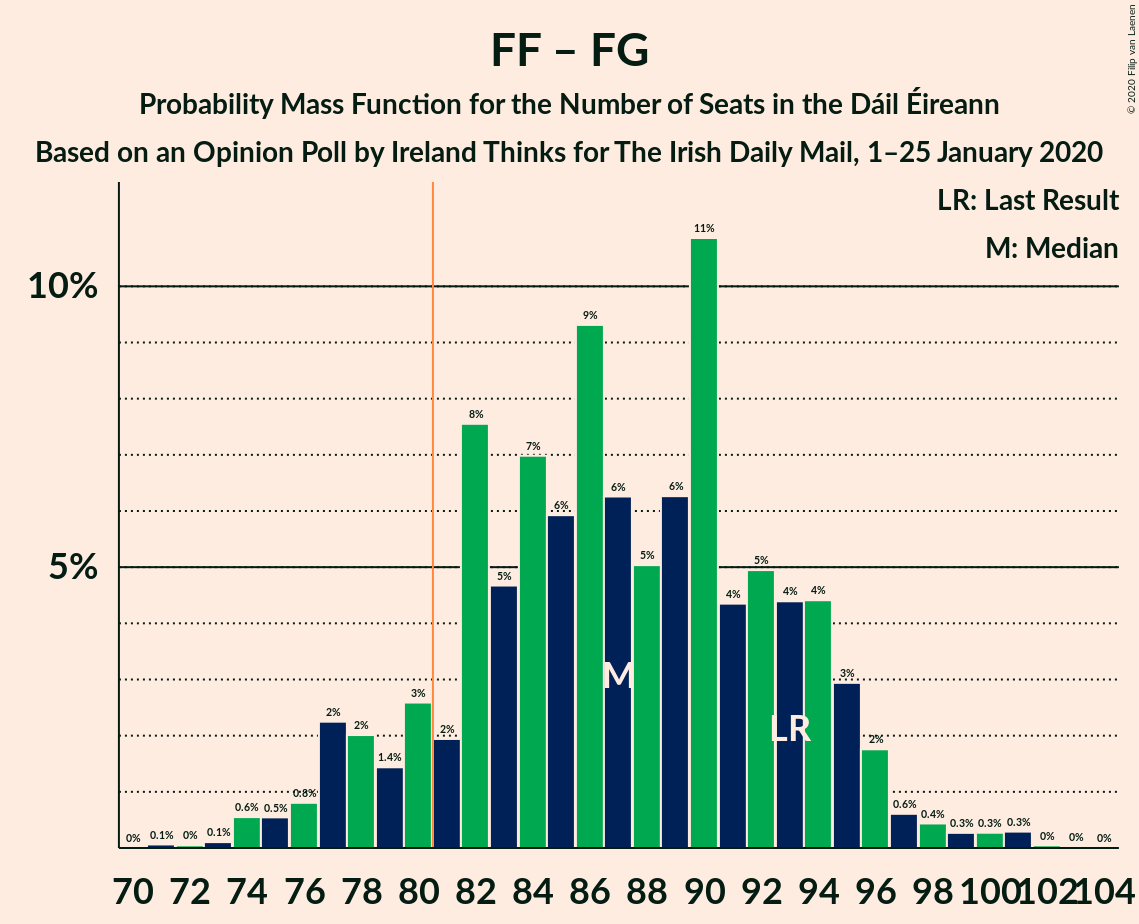 FF – FG
Probability Mass Function for the Number of Seats in the Dáil Éireann
Based on an Opinion Poll by Ireland Thinks for The Irish Daily Mail, 1–25 January 2020
© 2020 Filip van Laenen
LR: Last Result
M: Median
10%
5%
0% 0.1% 0% 0.1% 0.6% 0.5% 0.8% 2% 2% 1.4% 3% 2% 8% 5% 7% 6% 9% 6% 5% 6% 11% 4% 5% 4% 4% 3% 2% 0.6% 0.4% 0.3% 0.3% 0.3% 0% 0% 0%
M
LR
70 72 74 76 78 80 82 84 86 88 90 92 94 96 98 100 102 104